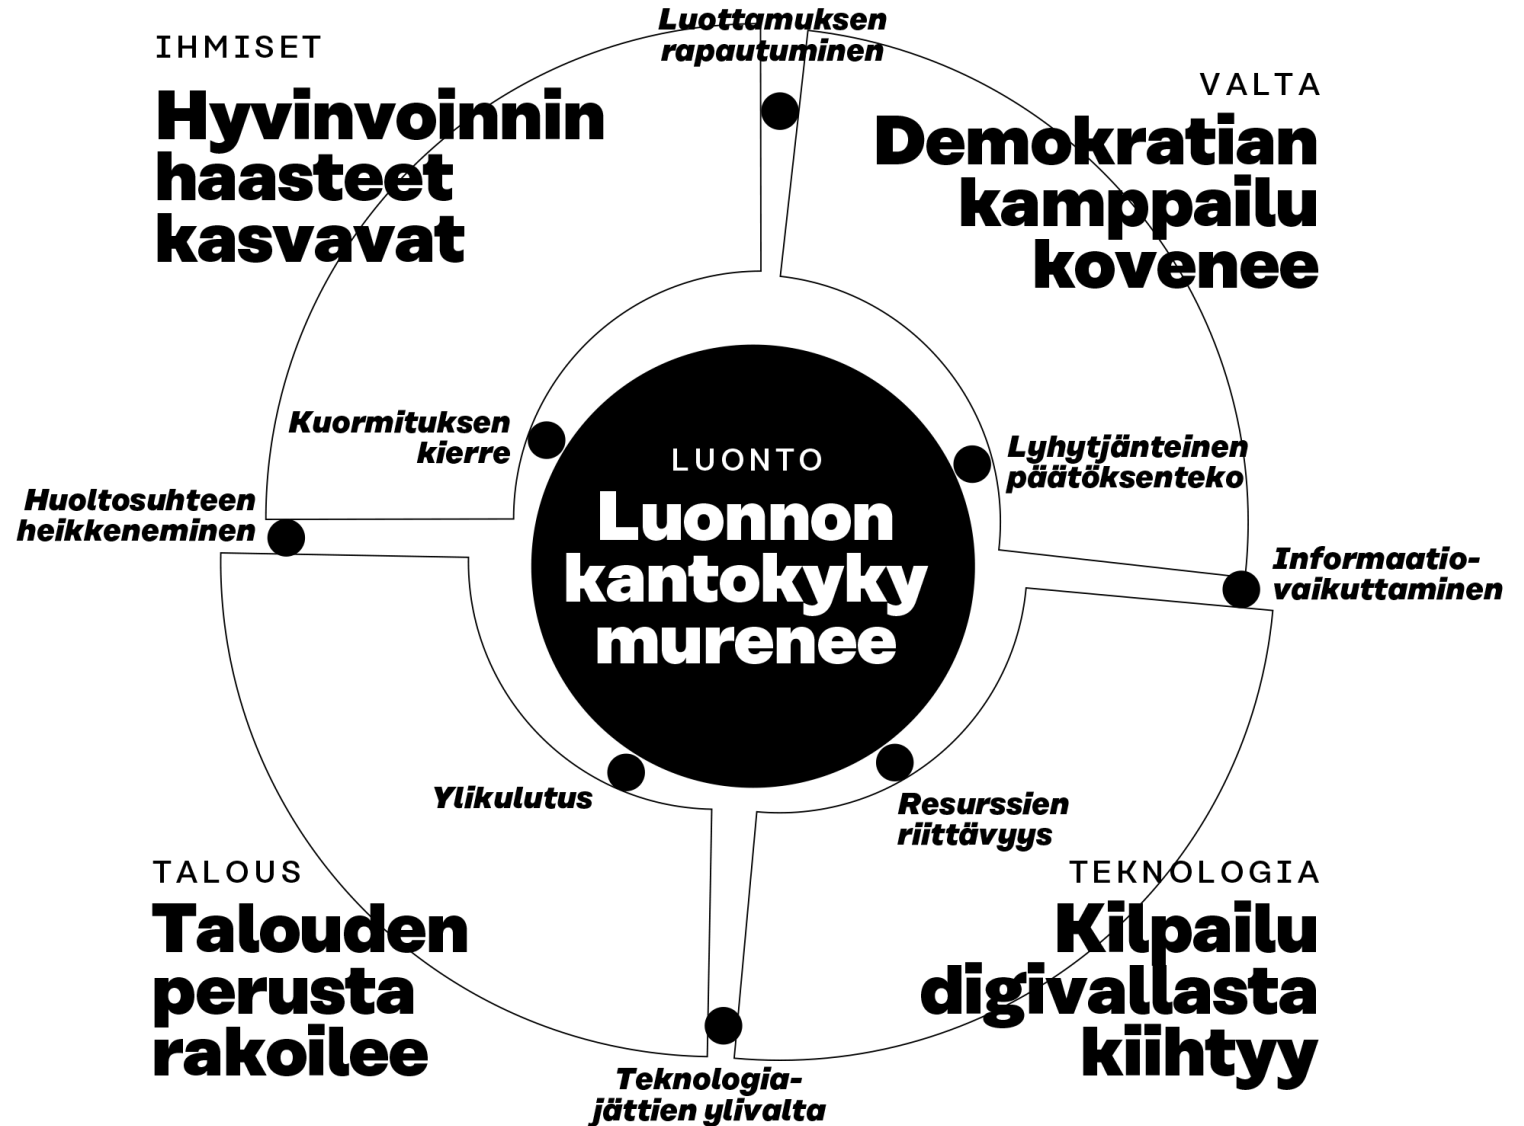 Luottamuksen
rapautuminen
IHMISET
Hyvinvoinnin
haasteet
kasvavat
VALTA
Demokratian
kamppailu
kovenee
Kuormituksen
kierre
Lyhytjänteinen
päätöksenteko
Huoltosuhteen
heikkeneminen
LUONTO
Luonnon
kantokyky
murenee
Informaatio-
vaikuttaminen
Ylikulutus
Resurssien
riittävyys
TALOUS
Talouden
perusta
rakoilee
TEKNOLOGIA
Kilpailu
digivallasta
kiihtyy
Teknologia-
jättien ylivalta